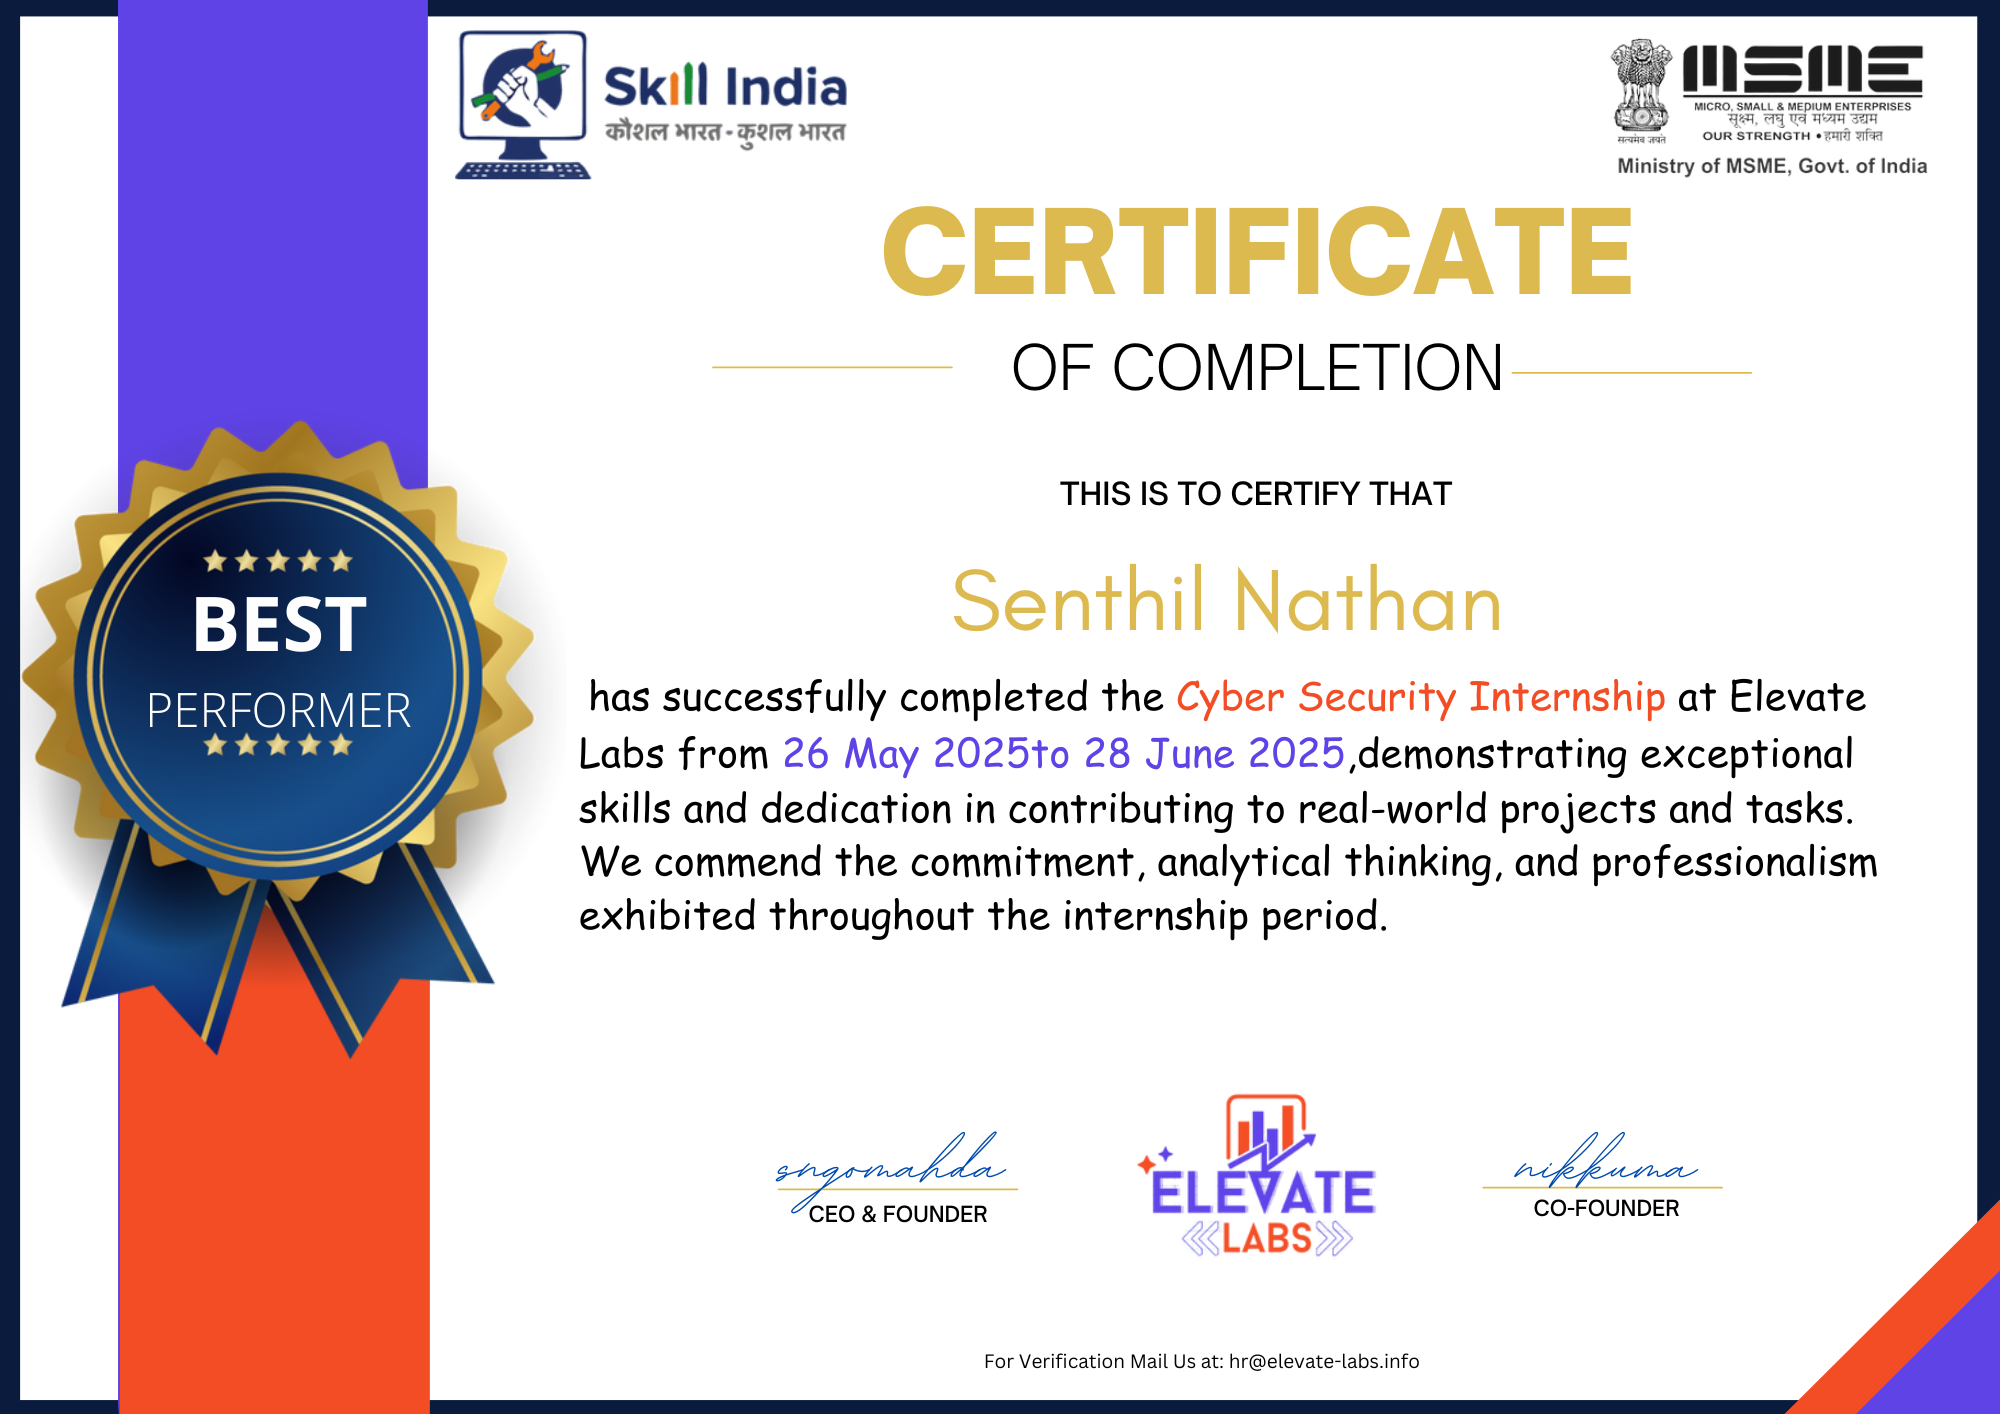 Skill India
कौशल भारत - कुशल भारत
MSME
MICRO, SMALL & MEDIUM ENTERPRISES
सूक्ष्म, लघु एवं मध्यम उद्यम
OUR STRENGTH • हमारी शक्ति
सत्यमेव जयते
Ministry of MSME, Govt. of India
CERTIFICATE
OF COMPLETION
THIS IS TO CERTIFY THAT
Senthil Nathan
BEST
PERFORMER
has successfully completed the Cyber Security Internship at Elevate
Labs from 26 May 2025to 28 June 2025,demonstrating exceptional
skills and dedication in contributing to real-world projects and tasks.
We commend the commitment, analytical thinking, and professionalism
exhibited throughout the internship period.
sngomahda
CEO & FOUNDER
ELEVATE
LABS
nikkuma
CO-FOUNDER
For Verification Mail Us at: hr@elevate-labs.info